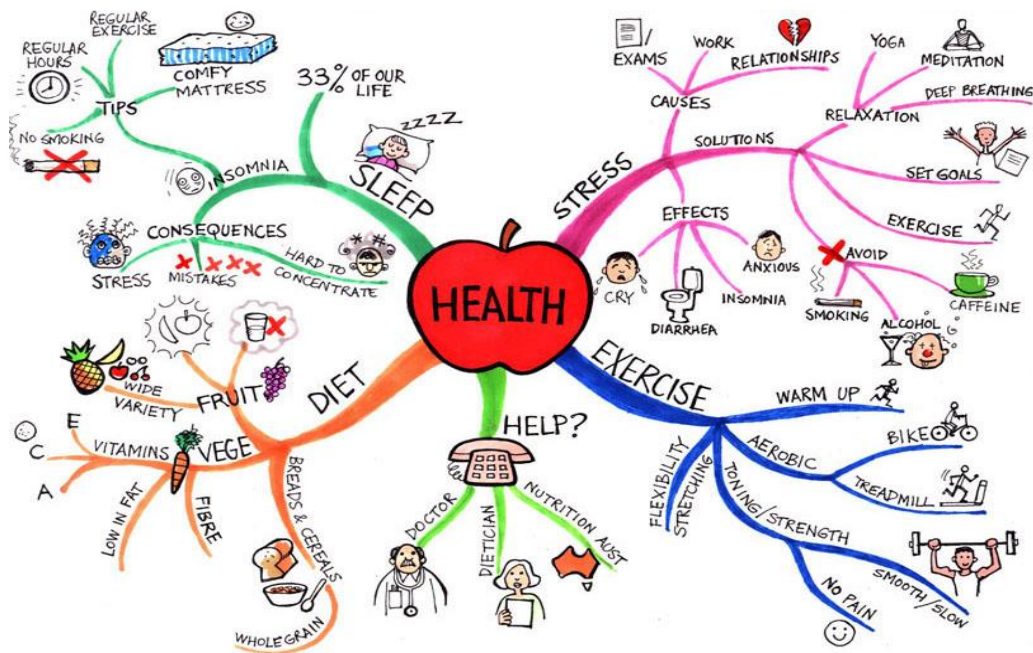 HEALTH
SLEEP
33% OF OUR
LIFE
ZZZZ
INSOMNIA
TIPS
REGULAR
EXERCISE
REGULAR
HOURS
COMFY
MATTRESS
NO SMOKING
CONSEQUENCES
STRESS
MISTAKES
HARD TO
CONCENTRATE
STRESS
CAUSES
EXAMS
WORK
RELATIONSHIPS
SOLUTIONS
RELAXATION
YOGA
MEDITATION
DEEP BREATHING
SET GOALS
EXERCISE
AVOID
SMOKING
ALCOHOL
CAFFEINE
EFFECTS
CRY
DIARRHEA
INSOMNIA
ANXIOUS
DIET
FRUIT
WIDE
VARIETY
VEGE
VITAMINS
E
C
A
LOW IN FAT
FIBRE
BREADS & CEREALS
WHOLEGRAIN
HELP?
DOCTOR
DIETICIAN
NUTRITION AUST
EXERCISE
WARM UP
AEROBIC
BIKE
TREADMILL
TONING/STRENGTH
SMOOTH/SLOW
NO PAIN
FLEXIBILITY
STRETCHING